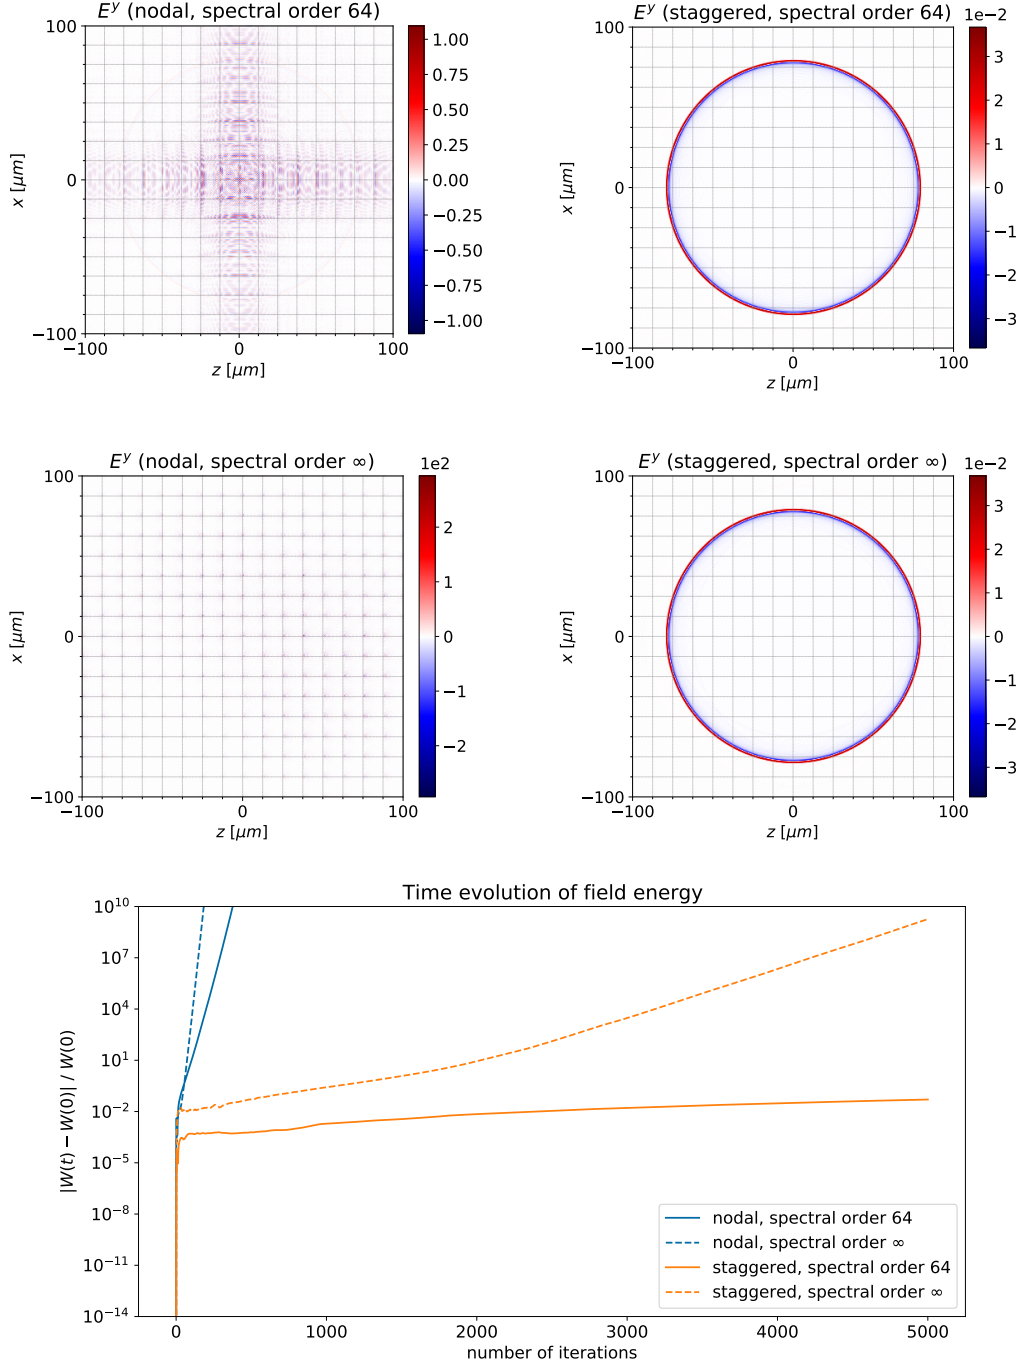 E^y (nodal, spectral order 64)
100
0
−100
x [μm]
−100 0 100
z [μm]
1.00
0.75
0.50
0.25
0.00
−0.25
−0.50
−0.75
−1.00
E^y (staggered, spectral order 64)
1e−2
100
0
−100
x [μm]
−100 0 100
z [μm]
3
2
1
0
−1
−2
−3
E^y (nodal, spectral order ∞)
1e2
100
0
−100
x [μm]
−100 0 100
z [μm]
2
1
0
−1
−2
E^y (staggered, spectral order ∞)
1e−2
100
0
−100
x [μm]
−100 0 100
z [μm]
3
2
1
0
−1
−2
−3
Time evolution of field energy
|W(t) − W(0)| / W(0)
10^10
10^7
10^4
10^1
10^−2
10^−5
10^−8
10^−11
10^−14
nodal, spectral order 64
nodal, spectral order ∞
staggered, spectral order 64
staggered, spectral order ∞
0 1000 2000 3000 4000 5000
number of iterations